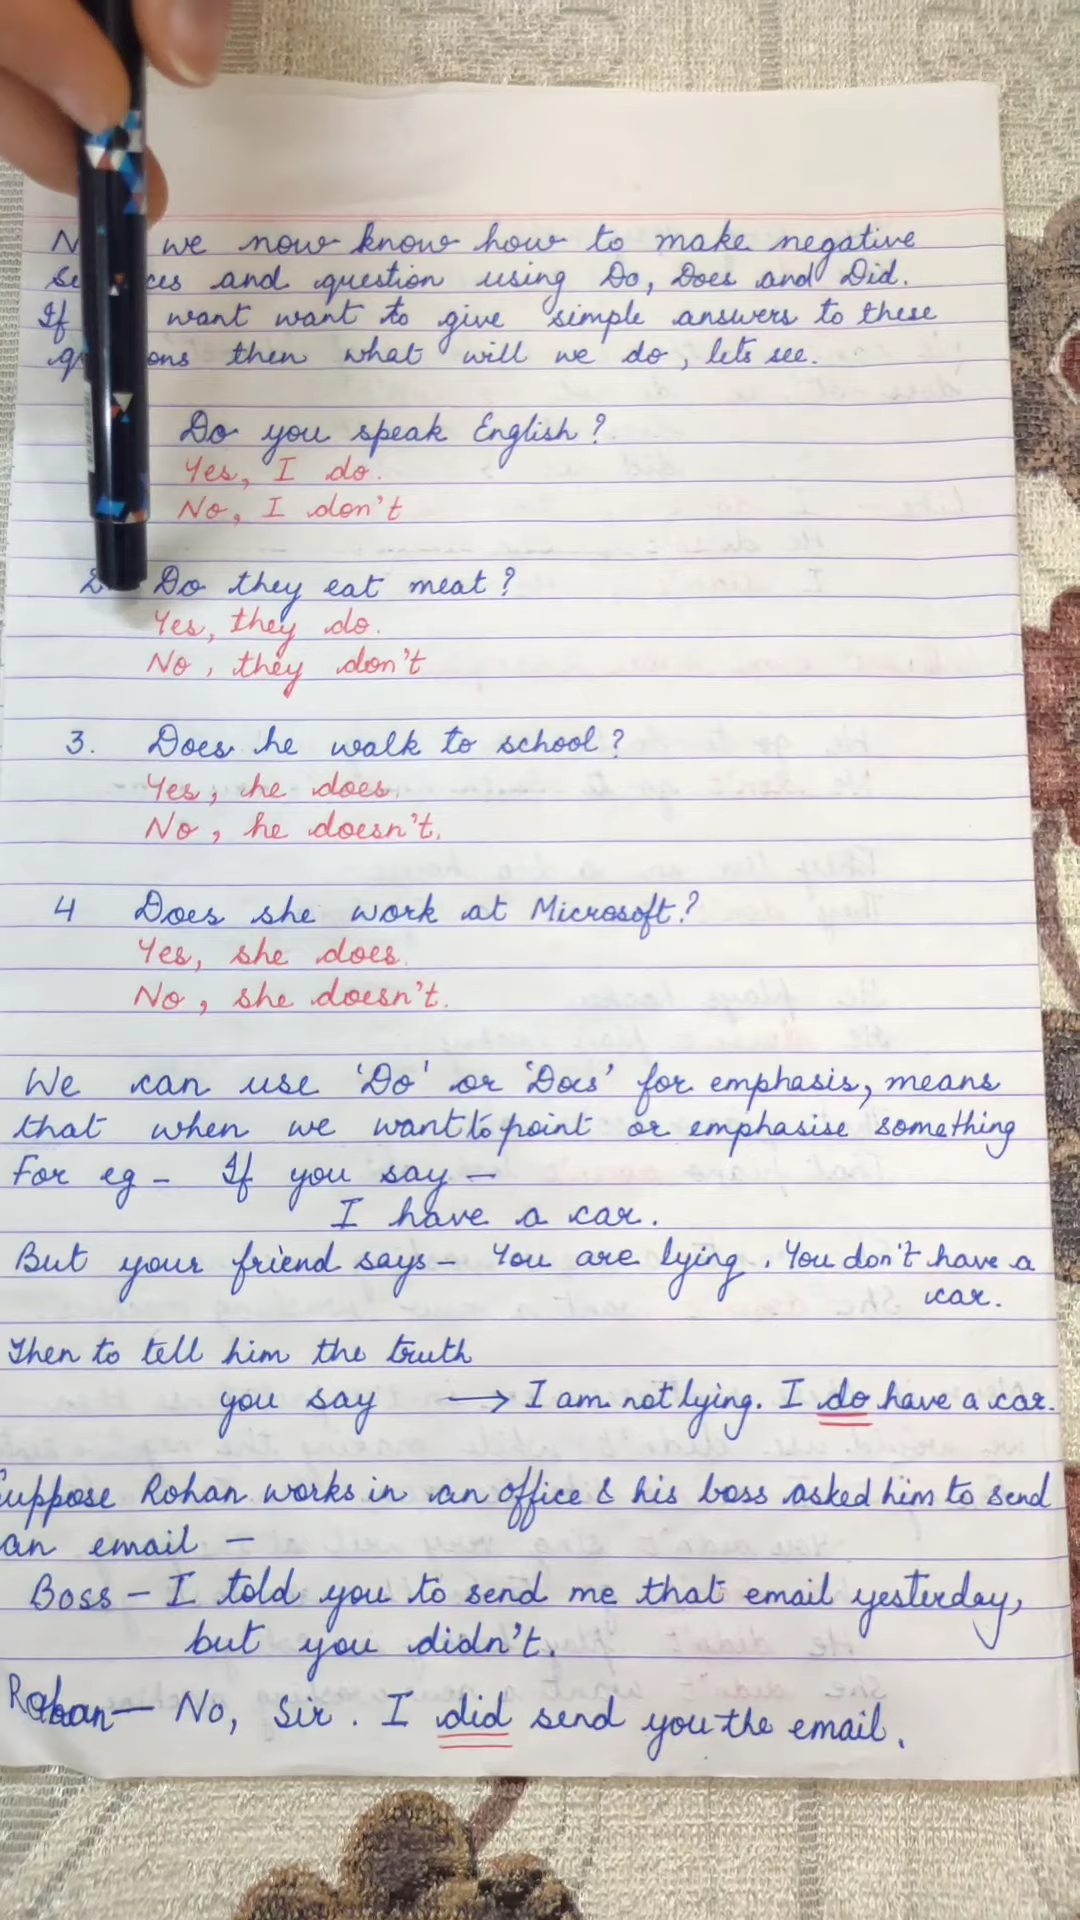 we now know how to make negative
and question using Do, Does and Did.
If want want to give simple answers to these
then what will we do, lets see.
Do you speak English?
Yes, I do.
No, I don't
Do they eat meat?
Yes, they do.
No, they don't
3. Does he walk to school?
Yes, he does.
No, he doesn't.
4 Does she work at Microsoft?
Yes, she does.
No, she doesn't.
We can use 'Do' or 'Does' for emphasis, means
that when we want to point or emphasise something
For eg - If you say -
I have a car.
But your friend says - You are lying. You don't have a
car.
Then to tell him the truth
you say → I am not lying. I do have a car.
Suppose Rohan works in an office & his boss asked him to send
an email -
Boss - I told you to send me that email yesterday,
but you didn't.
Rohan - No, Sir. I did send you the email.